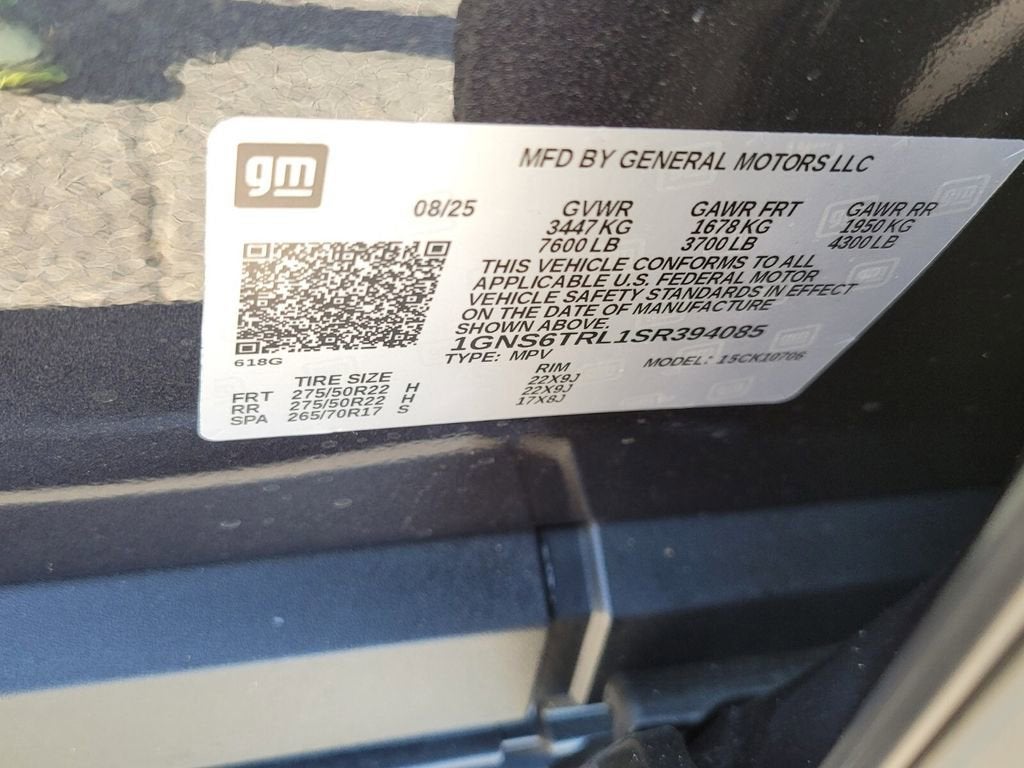 gm
MFD BY GENERAL MOTORS LLC
08/25 GVWR GAWR FRT GAWR RR
3447 KG 1678 KG 1950 KG
7600 LB 3700 LB 4300 LB
THIS VEHICLE CONFORMS TO ALL
APPLICABLE U.S. FEDERAL MOTOR
VEHICLE SAFETY STANDARDS IN EFFECT
ON THE DATE OF MANUFACTURE
SHOWN ABOVE.
1GNS6TRL1SR394085
618G
TYPE: MPV MODEL: 15CK10706
TIRE SIZE RIM
FRT 275/50R22 H 22X9J
RR 275/50R22 H 22X9J
SPA 265/70R17 S 17X8J